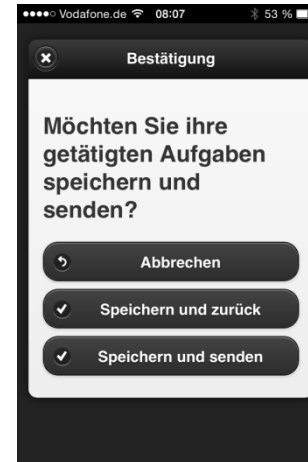 Vodafone.de 08:07 53 %
Bestätigung
Möchten Sie ihre
getätigten Aufgaben
speichern und
senden?
Abbrechen
Speichern und zurück
Speichern und senden